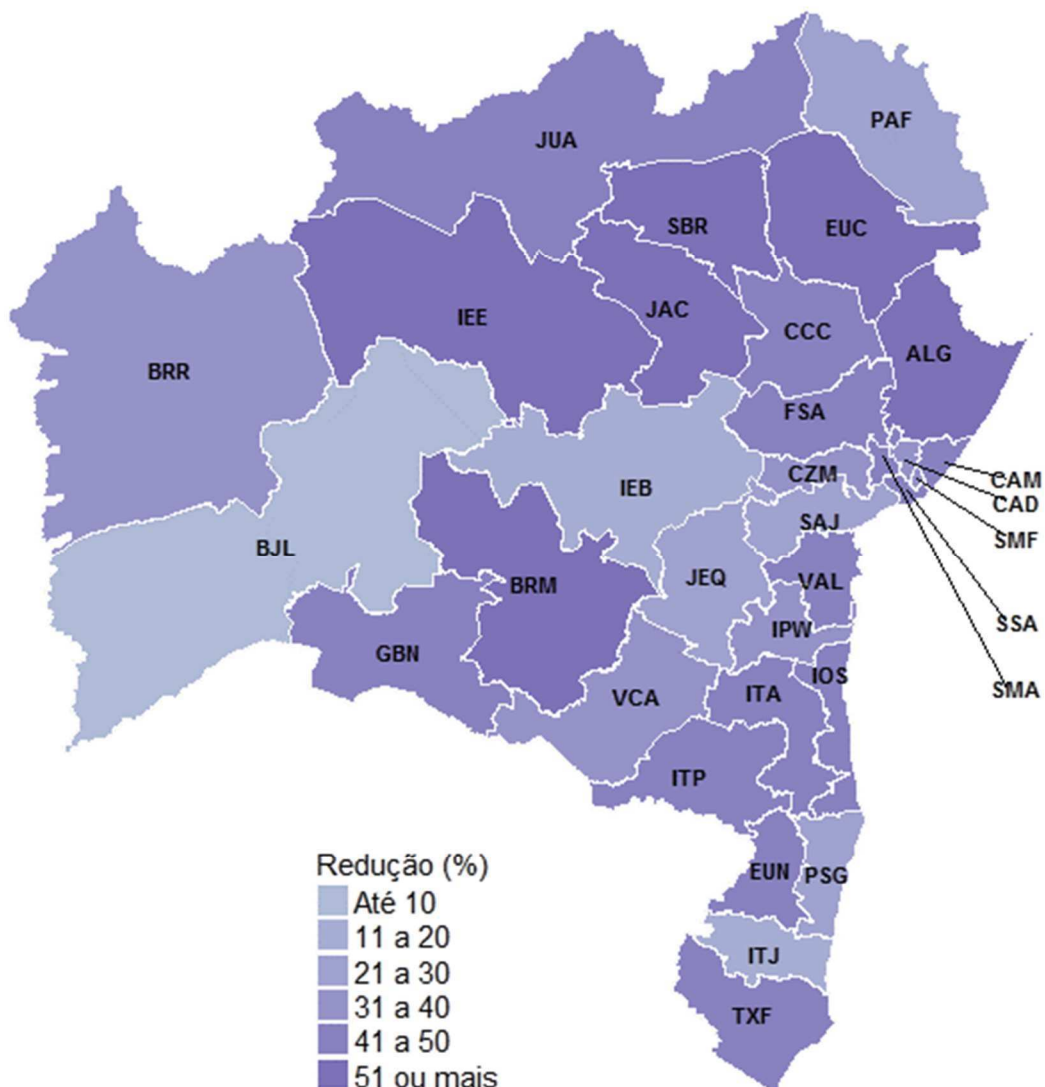 PAF
JUA
SBR
EUC
IEE
JAC
CCC
ALG
BRR
FSA
CZM
CAM
IEB
CAD
SAJ
SMF
BJL
JEQ
VAL
BRM
IPW
SSA
GBN
IOS
VCA
ITA
SMA
ITP
EUN
PSG
ITJ
TXF
Redução (%)
Até 10
11 a 20
21 a 30
31 a 40
41 a 50
51 ou mais